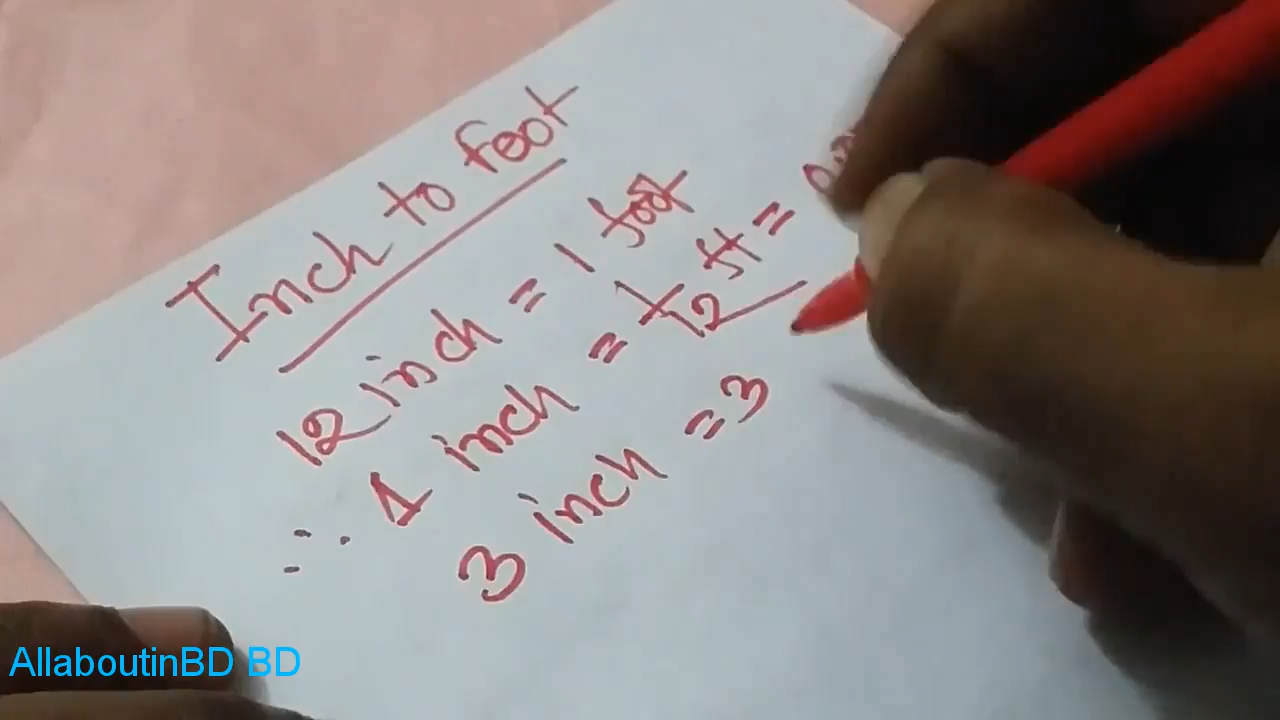 Inch to foot
12 inch = 1 foot
∴ 1 inch = 1/12 ft =
3 inch = 3
AllaboutinBD BD